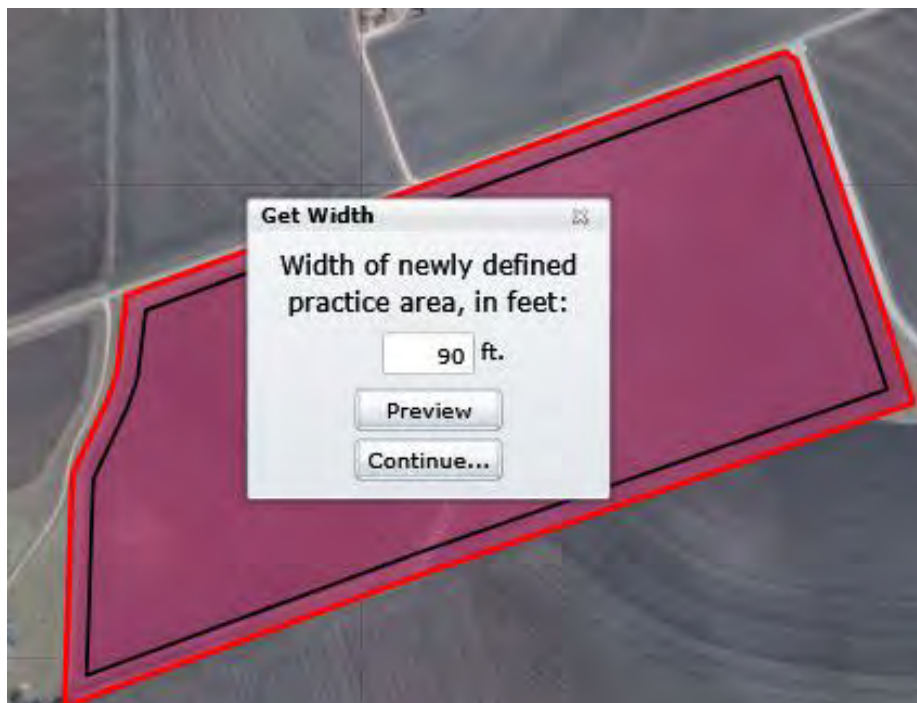 Get Width
Width of newly defined
practice area, in feet:
90 ft.
Preview
Continue...